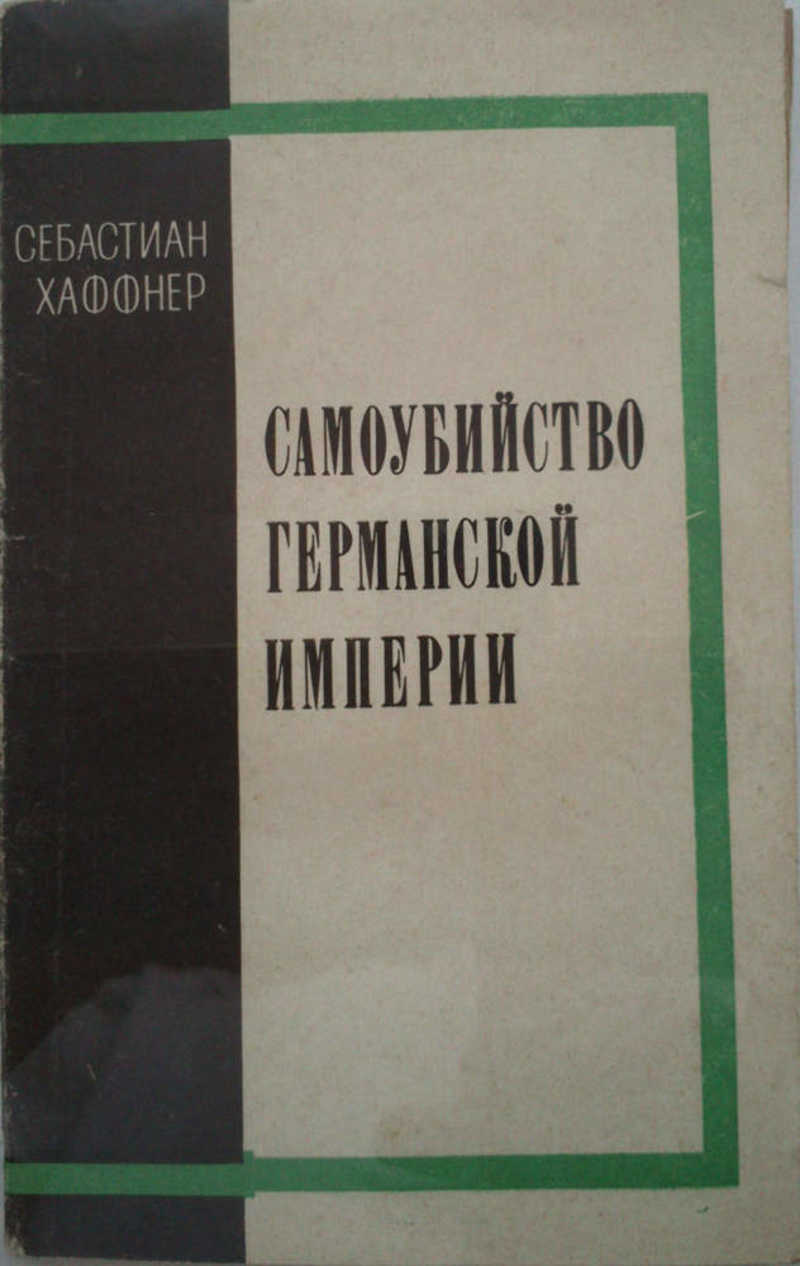 СЕБАСТИАН
ХАФФНЕР
САМОУБИЙСТВО
ГЕРМАНСКОЙ
ИМПЕРИИ